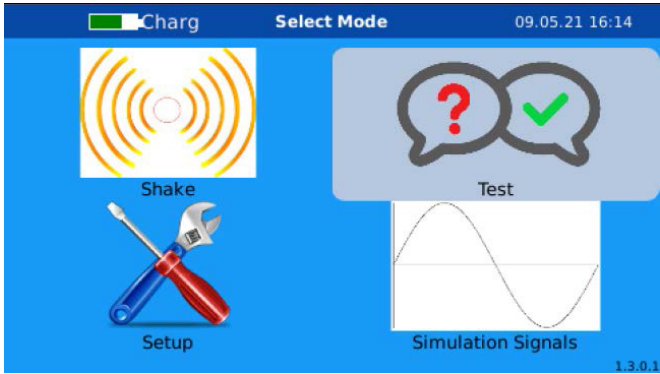 Charg Select Mode 09.05.21 16:14
Shake Test
Setup Simulation Signals
1.3.0.1